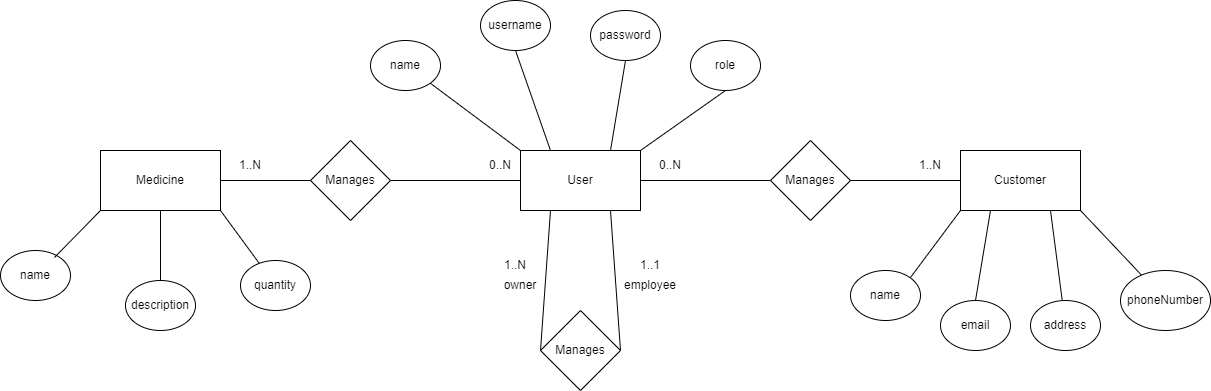 username
password
name
role
1..N
0..N
0..N
1..N
Medicine
Manages
User
Manages
Customer
1..N
owner
1..1
employee
name
description
quantity
name
email
address
phoneNumber
Manages